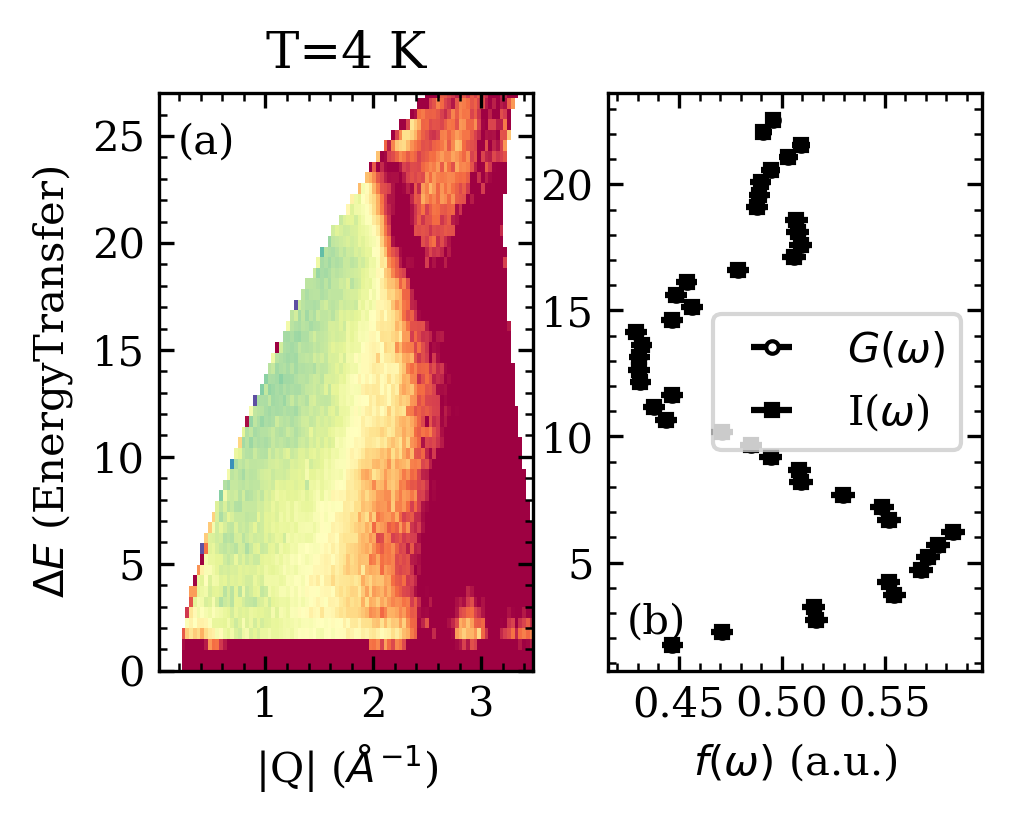 T=4 K
(a)
25
20
15
10
5
0
ΔE (EnergyTransfer)
1 2 3
|Q| (Å⁻¹)
20
15
10
5
G(ω)
I(ω)
(b)
0.45 0.50 0.55
f(ω) (a.u.)